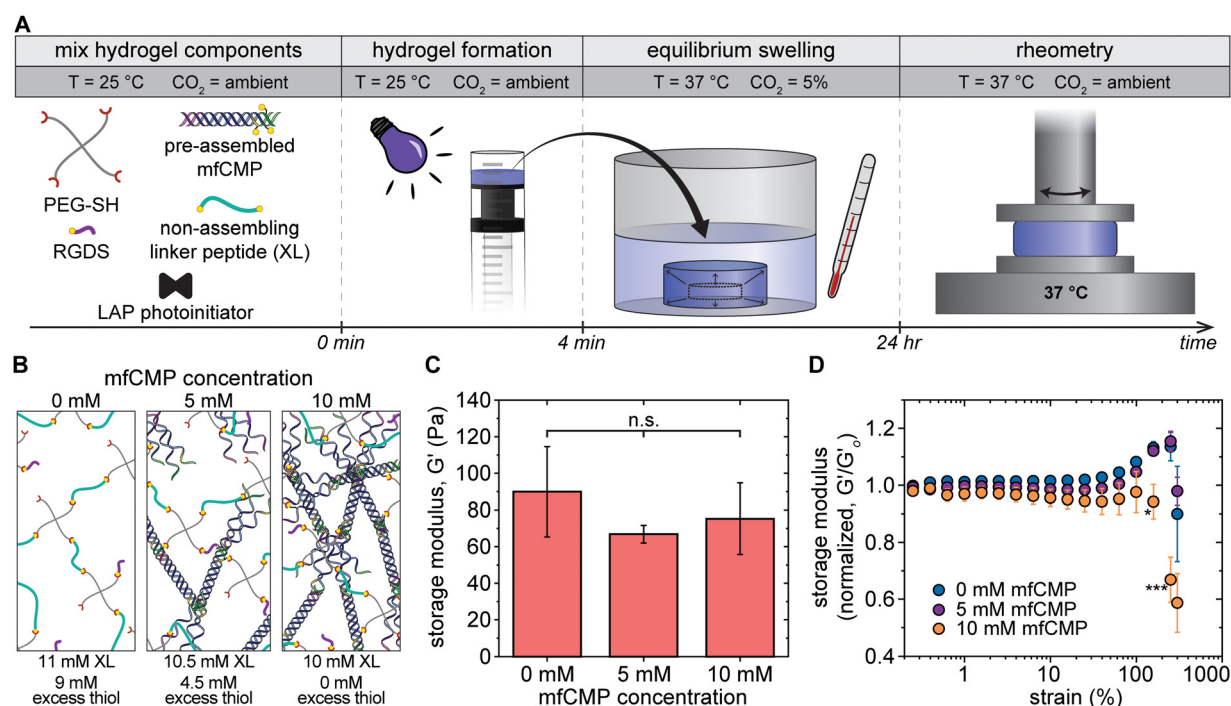 A
mix hydrogel components
hydrogel formation
equilibrium swelling
rheometry
T = 25 °C CO2 = ambient
T = 25 °C CO2 = ambient
T = 37 °C CO2 = 5%
T = 37 °C CO2 = ambient
PEG-SH
pre-assembled
mfCMP
RGDS
non-assembling
linker peptide (XL)
LAP photoinitiator
37 °C
0 min
4 min
24 hr
time
B
mfCMP concentration
0 mM
5 mM
10 mM
11 mM XL
10.5 mM XL
10 mM XL
9 mM
excess thiol
4.5 mM
excess thiol
0 mM
excess thiol
C
storage modulus, G' (Pa)
140
120
100
80
60
40
20
0
n.s.
0 mM
5 mM
10 mM
mfCMP concentration
D
storage modulus
(normalized, G'/G'o)
1.2
1.0
0.8
0.6
0.4
*
***
0 mM mfCMP
5 mM mfCMP
10 mM mfCMP
1
10
100
1000
strain (%)